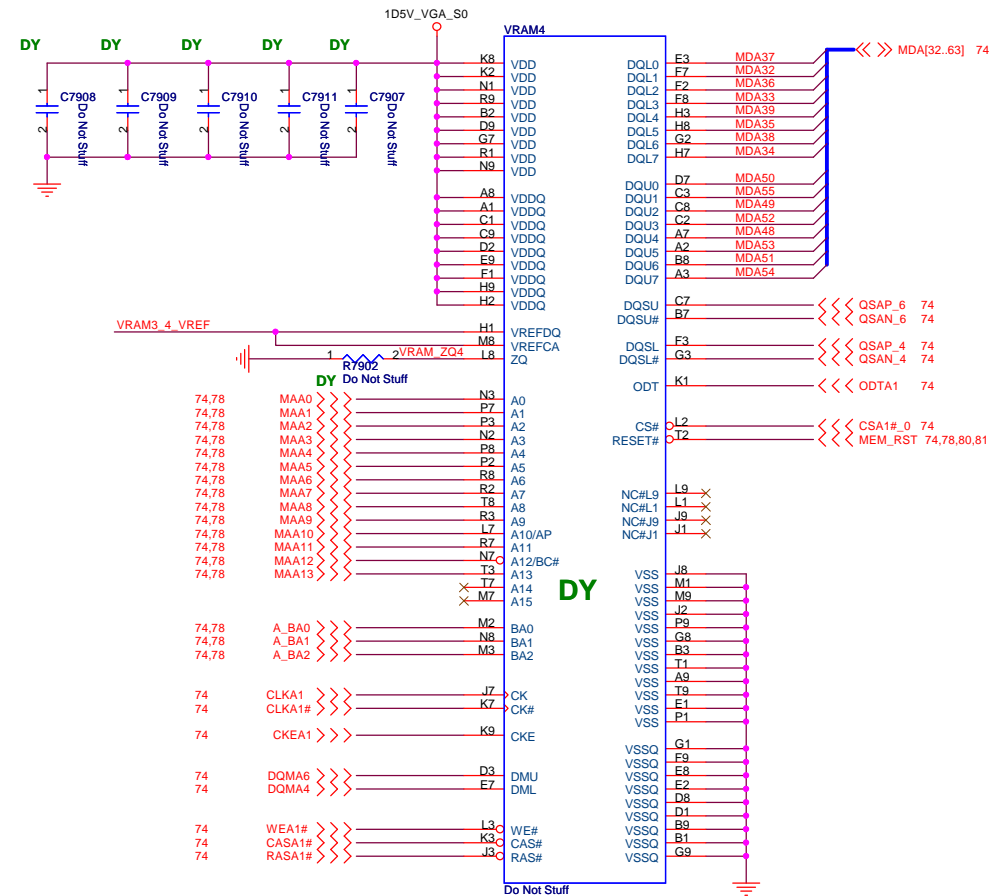 1D5V_VGA_S0
DY DY DY DY DY
C7908 Do Not Stuff 1 2
C7909 Do Not Stuff 1 2
C7910 Do Not Stuff 1 2
C7911 Do Not Stuff 1 2
C7907 Do Not Stuff 1 2
VRAM4
K8 VDD
K2 VDD
N1 VDD
R9 VDD
B2 VDD
D9 VDD
G7 VDD
R1 VDD
N9 VDD
A8 VDDQ
A1 VDDQ
C1 VDDQ
C9 VDDQ
D2 VDDQ
E9 VDDQ
F1 VDDQ
H9 VDDQ
H2 VDDQ
VRAM3_4_VREF H1 VREFDQ
M8 VREFCA
1 2 VRAM_ZQ4 L8 ZQ
R7902
DY Do Not Stuff
74,78 MAA0 N3 A0
74,78 MAA1 P7 A1
74,78 MAA2 P3 A2
74,78 MAA3 N2 A3
74,78 MAA4 P8 A4
74,78 MAA5 P2 A5
74,78 MAA6 R8 A6
74,78 MAA7 R2 A7
74,78 MAA8 T8 A8
74,78 MAA9 R3 A9
74,78 MAA10 L7 A10/AP
74,78 MAA11 R7 A11
74,78 MAA12 N7 A12/BC#
74,78 MAA13 T3 A13
T7 A14
M7 A15
74,78 A_BA0 M2 BA0
74,78 A_BA1 N8 BA1
74,78 A_BA2 M3 BA2
74 CLKA1 J7 CK
74 CLKA1# K7 CK#
74 CKEA1 K9 CKE
74 DQMA6 D3 DMU
74 DQMA4 E7 DML
74 WEA1# L3 WE#
74 CASA1# K3 CAS#
74 RASA1# J3 RAS#
DY
MDA[32..63] 74
DQL0 E3 MDA37
DQL1 F7 MDA32
DQL2 F2 MDA36
DQL3 F8 MDA33
DQL4 H3 MDA39
DQL5 H8 MDA35
DQL6 G2 MDA38
DQL7 H7 MDA34
DQU0 D7 MDA50
DQU1 C3 MDA55
DQU2 C8 MDA49
DQU3 C2 MDA52
DQU4 A7 MDA48
DQU5 A2 MDA53
DQU6 B8 MDA51
DQU7 A3 MDA54
DQSU C7 QSAP_6 74
DQSU# B7 QSAN_6 74
DQSL F3 QSAP_4 74
DQSL# G3 QSAN_4 74
ODT K1 ODTA1 74
CS# L2 CSA1#_0 74
RESET# T2 MEM_RST 74,78,80,81
NC#L9 L9
NC#L1 L1
NC#J9 J9
NC#J1 J1
VSS J8
VSS M1
VSS M9
VSS J2
VSS P9
VSS G8
VSS B3
VSS T1
VSS A9
VSS T9
VSS E1
VSS P1
VSSQ G1
VSSQ F9
VSSQ E8
VSSQ E2
VSSQ D8
VSSQ D1
VSSQ B9
VSSQ B1
VSSQ G9
Do Not Stuff